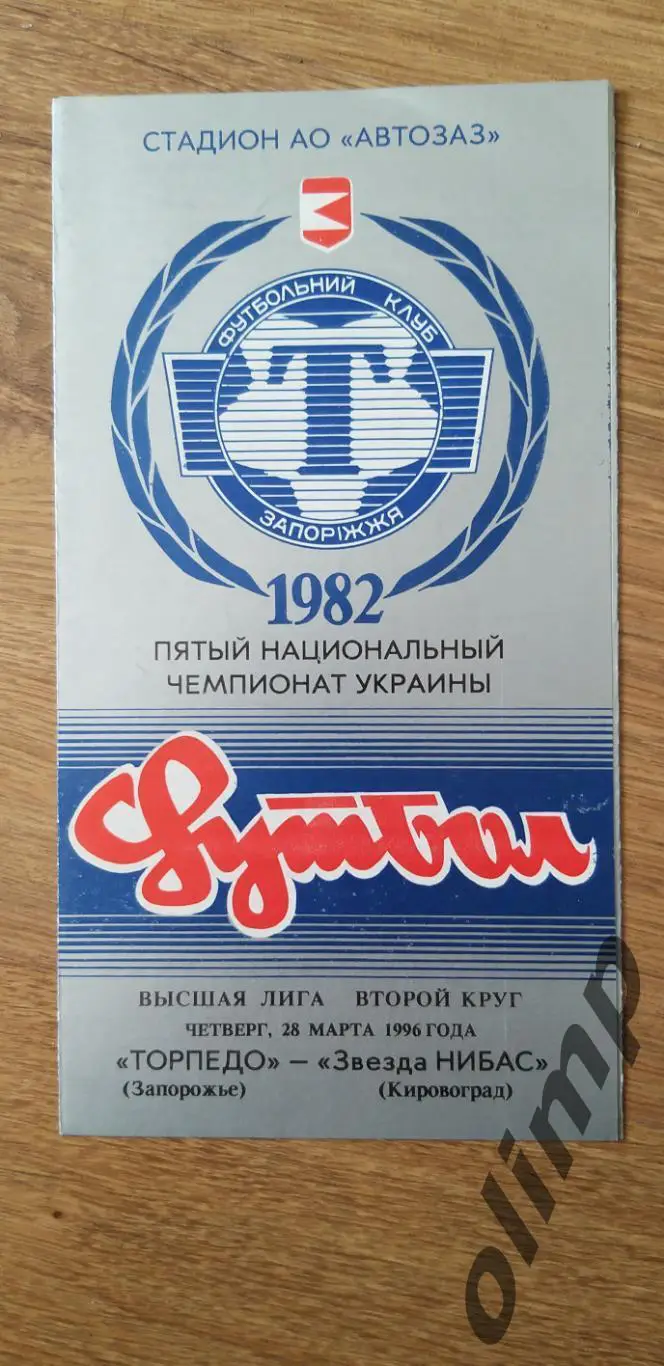 СТАДИОН АО «АВТОЗАЗ»
ФУТБОЛЬНИЙ КЛУБ
Т
ЗАПОРІЖЖЯ
1982
ПЯТЫЙ НАЦИОНАЛЬНЫЙ
ЧЕМПИОНАТ УКРАИНЫ
Футбол
ВЫСШАЯ ЛИГА ВТОРОЙ КРУГ
ЧЕТВЕРГ, 28 МАРТА 1996 ГОДА
«ТОРПЕДО» — «Звезда НИБАС»
(Запорожье) (Кировоград)
olimp